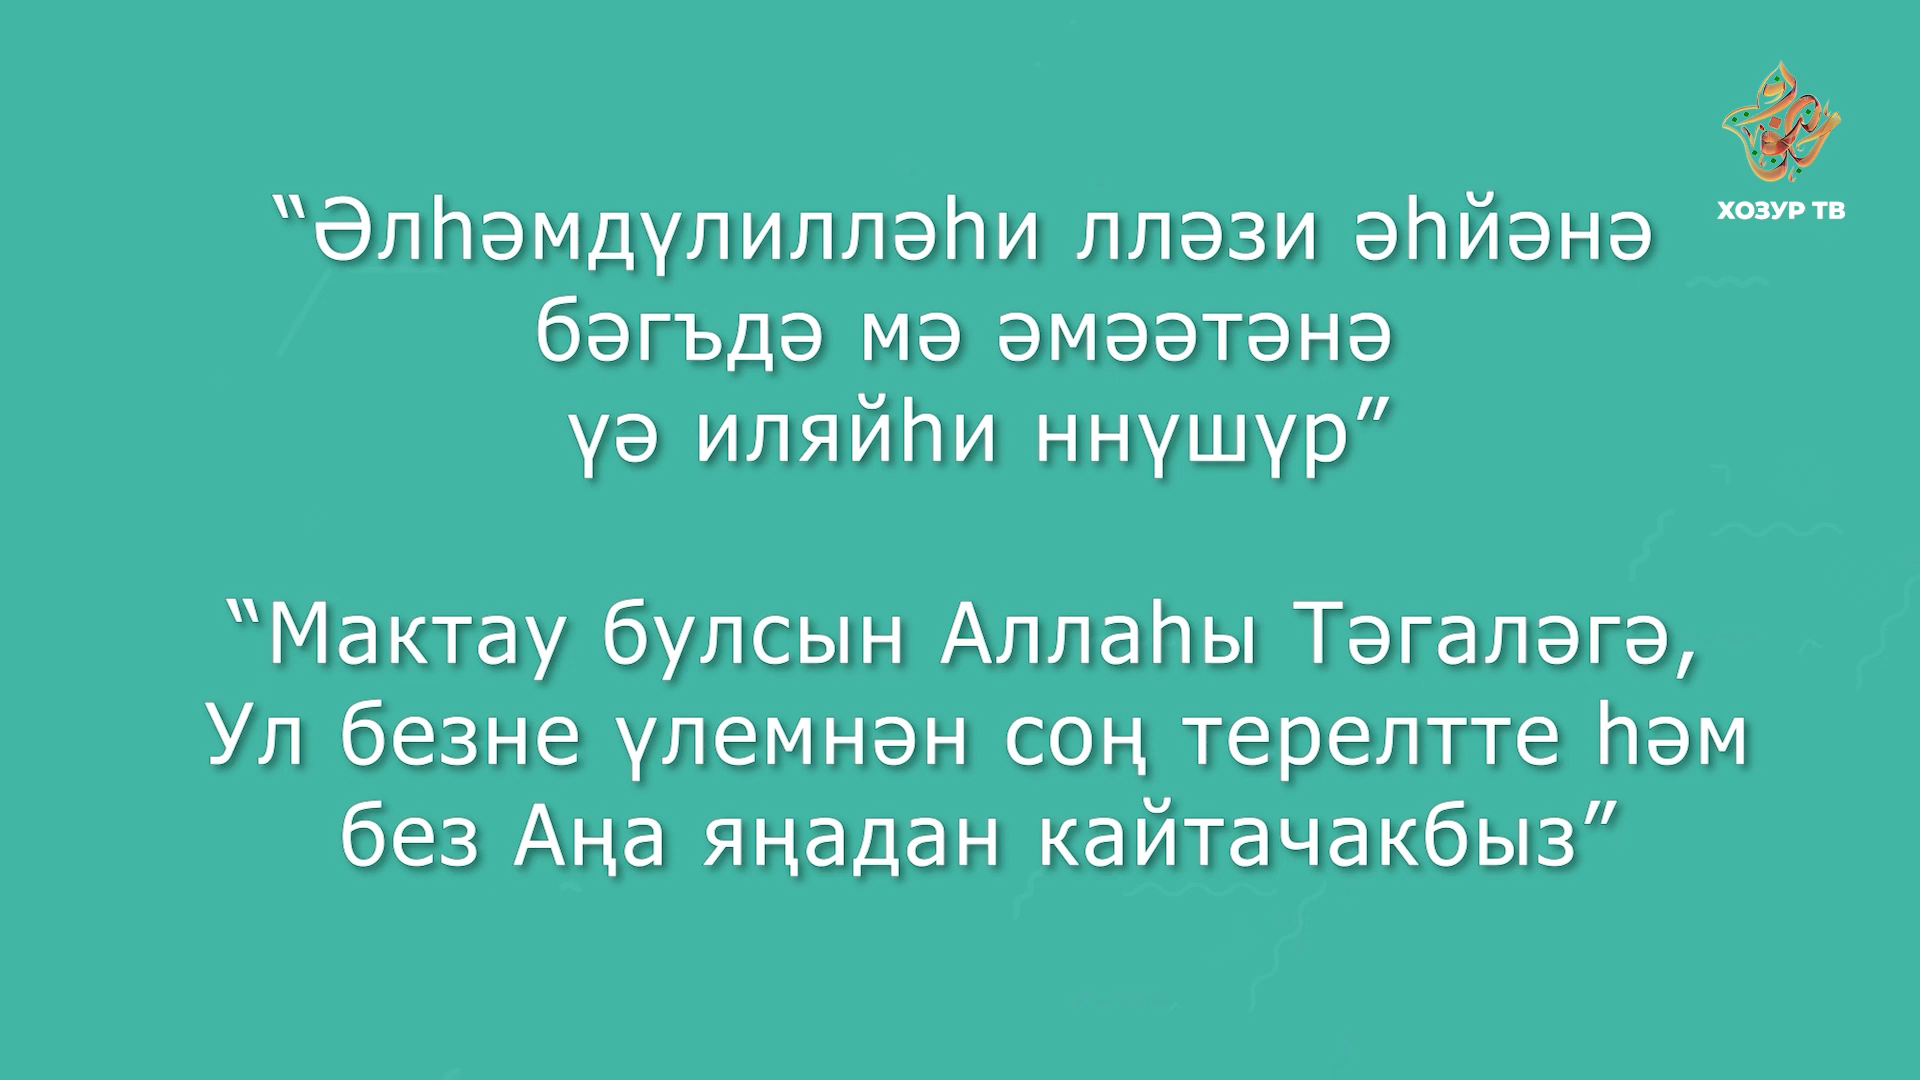 ХОЗУР ТВ
“Әлһәмдүлилләһи лләзи әһйәнә
бәгъдә мә әмәәтәнә
үә иляйһи ннүшүр”
“Мактау булсын Аллаһы Тәгаләгә,
Ул безне үлемнән соң терелтте һәм
без Аңа яңадан кайтачакбыз”